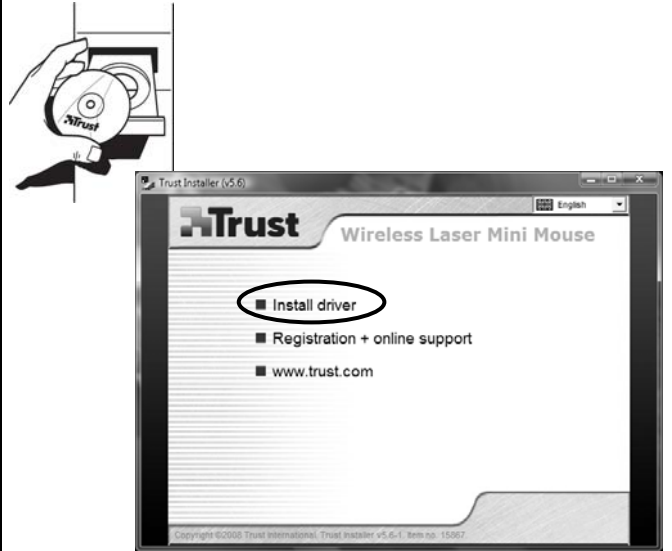 Trust
Trust Installer (v5.6)
English
Trust
Wireless Laser Mini Mouse
Install driver
Registration + online support
www.trust.com
Copyright ©2008 Trust International. Trust Installer v5.6-1. Item no. 15867